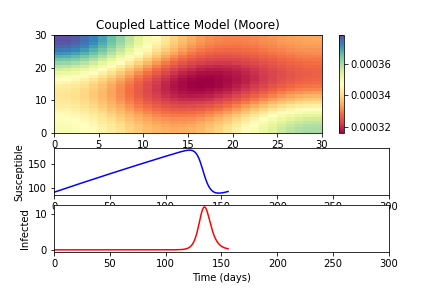 Coupled Lattice Model (Moore)
30
20
10
0
0 5 10 15 20 25 30
0.00036
0.00034
0.00032
Susceptible
150
100
0 50 100 150 200 250 300
Infected
10
0
0 50 100 150 200 250 300
Time (days)